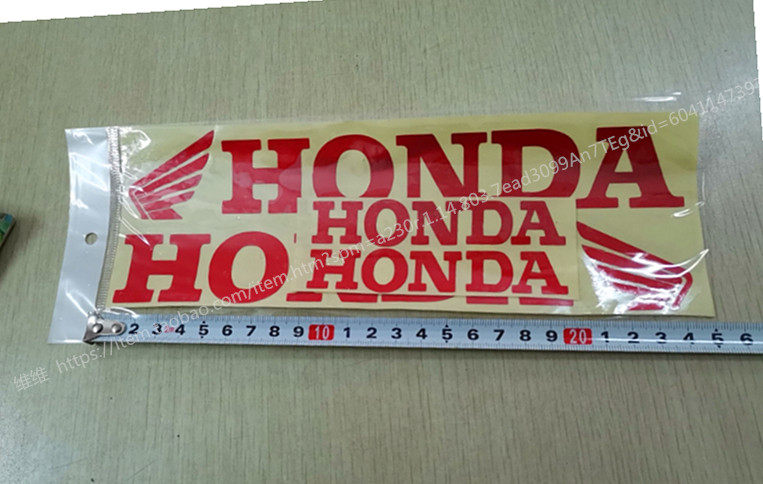 HONDA
HONDA
HO
HONDA
2 3 4 5 6 7 8 9 10 1 2 3 4 5 6 7 8 9 20 1 2 3 4 5 6
维维 https://item.taobao.com/item.htm?spm=a230r.1.14.80.37ead3099An7TEg&id=6041147397